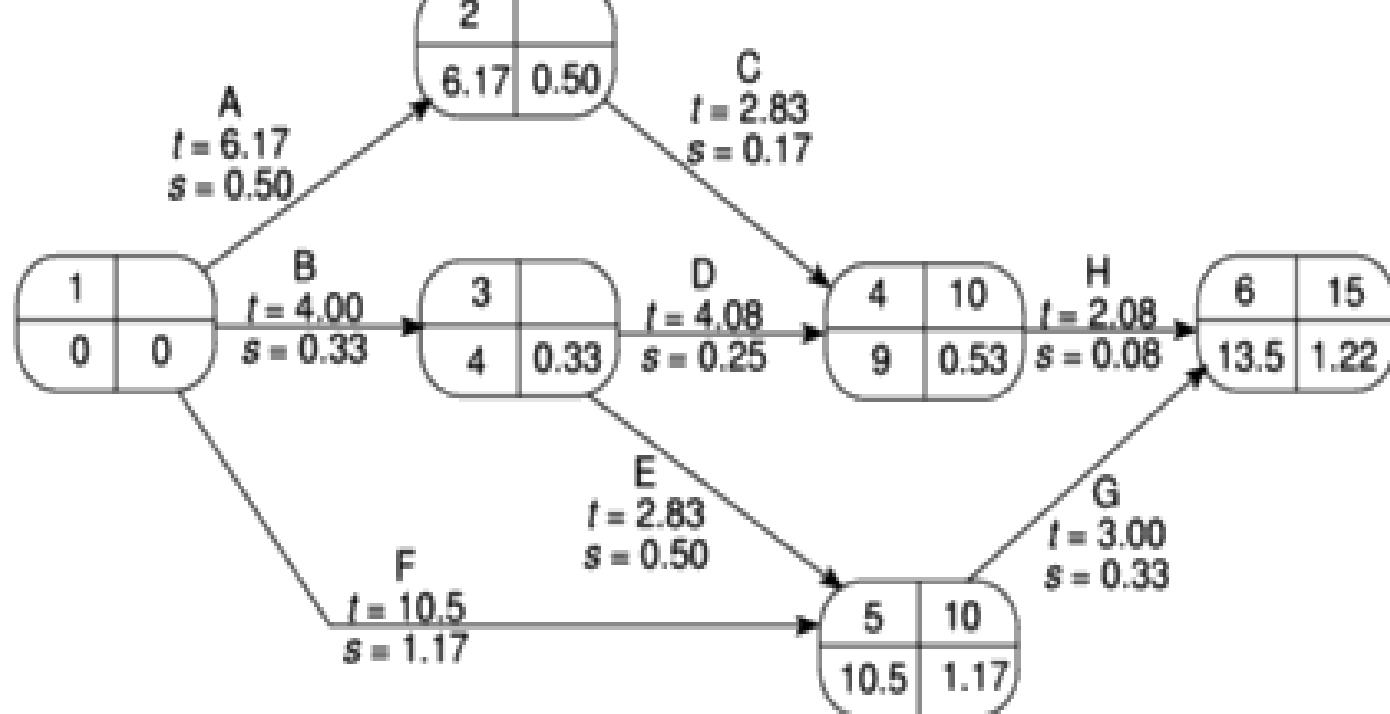 2
6.17 0.50
A
t = 6.17
s = 0.50
C
t = 2.83
s = 0.17
1
0 0
B
t = 4.00
s = 0.33
3
4 0.33
D
t = 4.08
s = 0.25
4 10
9 0.53
H
t = 2.08
s = 0.08
6 15
13.5 1.22
E
t = 2.83
s = 0.50
G
t = 3.00
s = 0.33
F
t = 10.5
s = 1.17
5 10
10.5 1.17